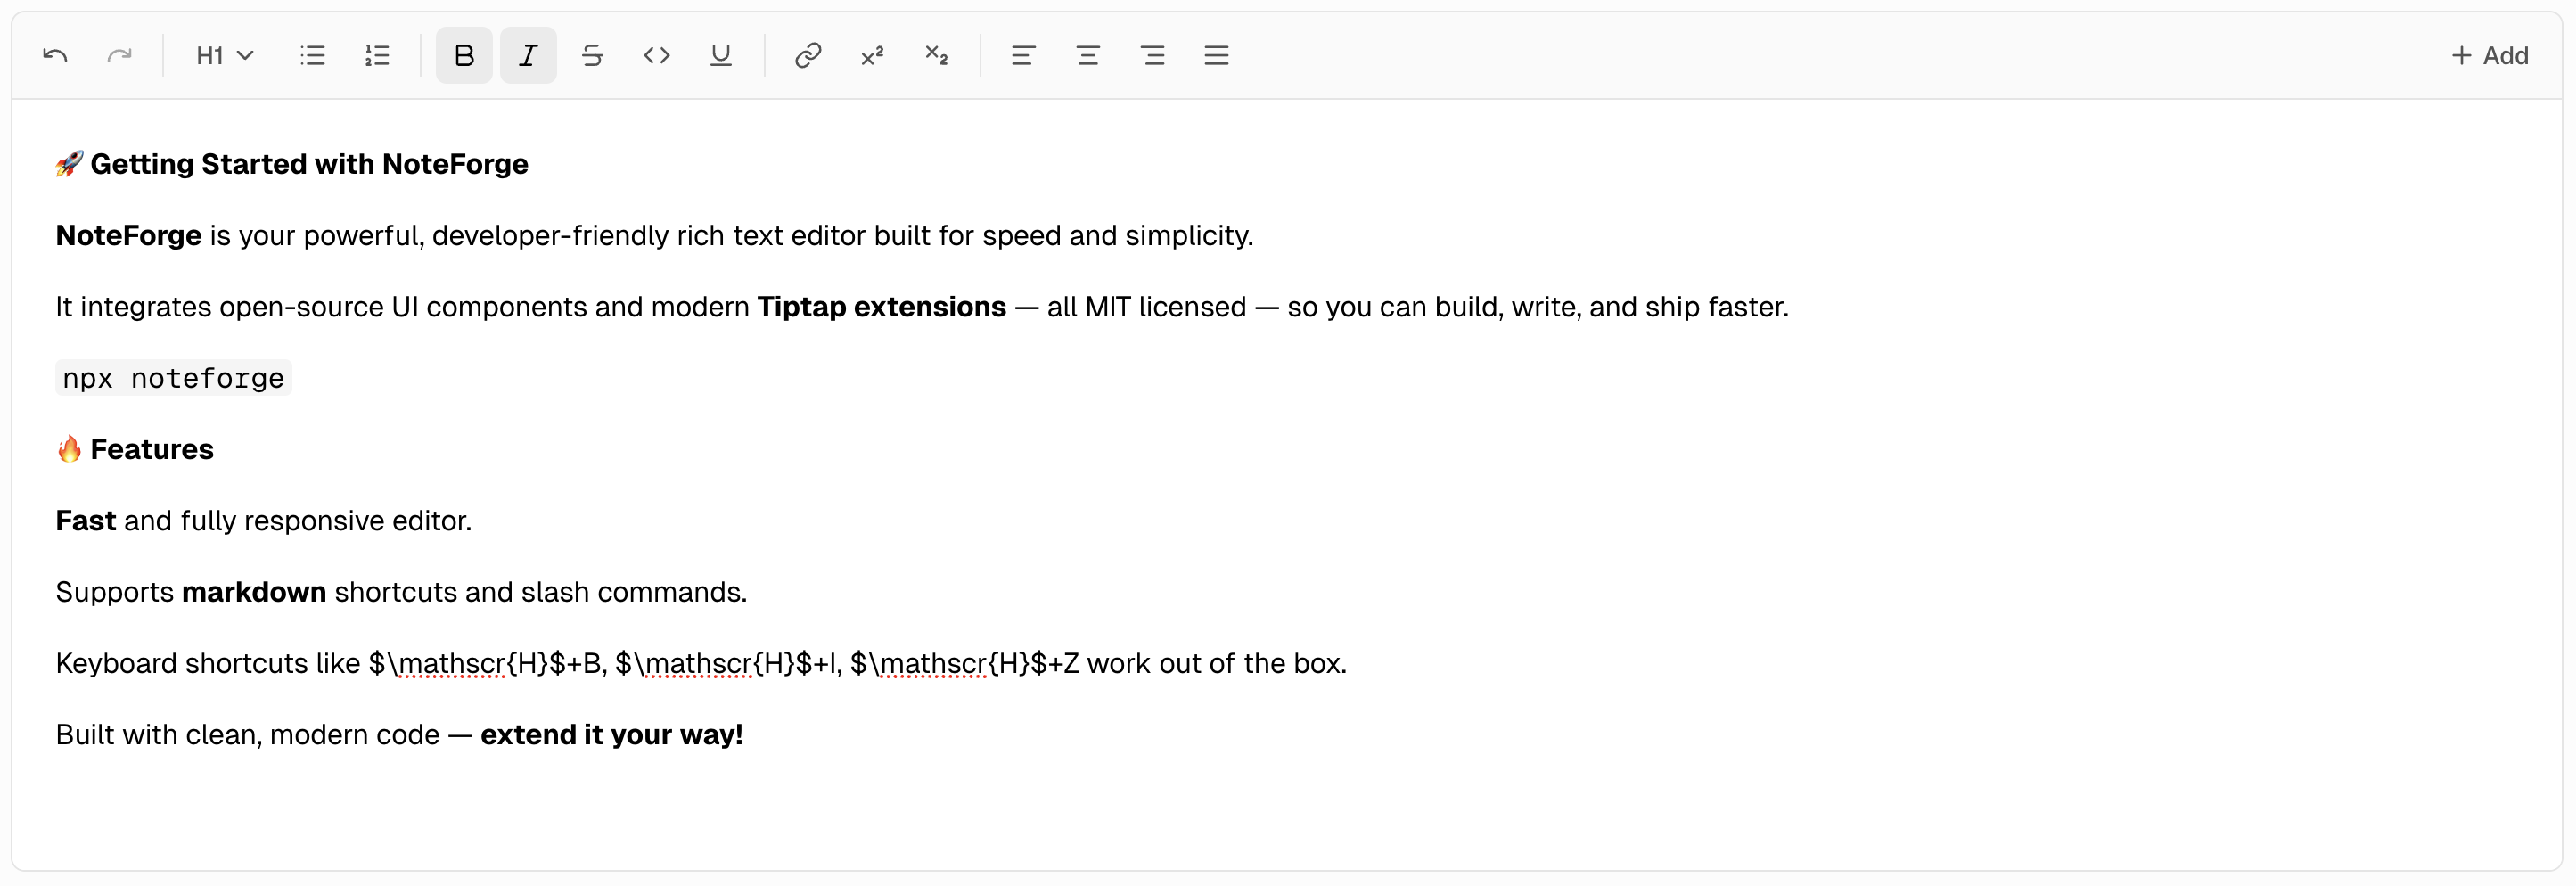 H1
+ Add
🚀 Getting Started with NoteForge
NoteForge is your powerful, developer-friendly rich text editor built for speed and simplicity.
It integrates open-source UI components and modern Tiptap extensions — all MIT licensed — so you can build, write, and ship faster.
npx noteforge
🔥 Features
Fast and fully responsive editor.
Supports markdown shortcuts and slash commands.
Keyboard shortcuts like $\mathscr{H}$+B, $\mathscr{H}$+I, $\mathscr{H}$+Z work out of the box.
Built with clean, modern code — extend it your way!